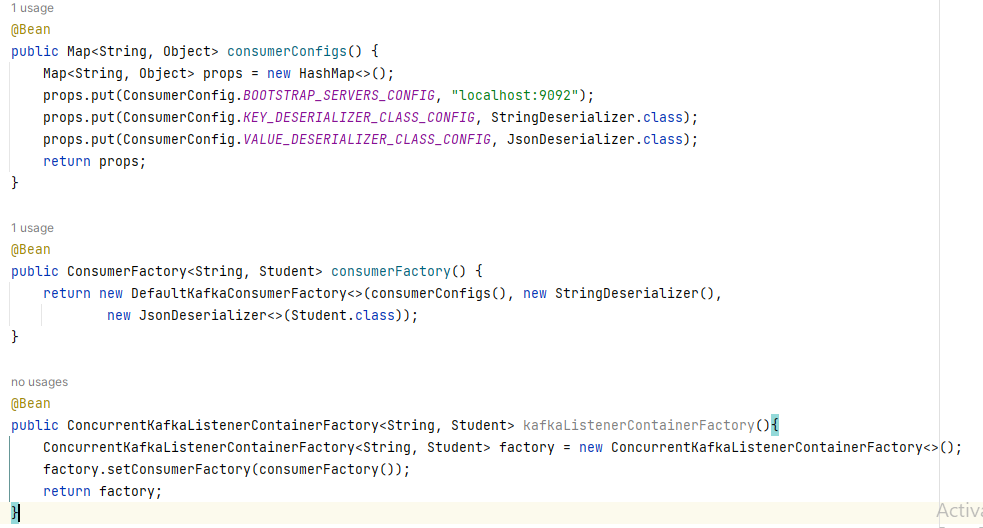 1 usage
@Bean
public Map<String, Object> consumerConfigs() {
    Map<String, Object> props = new HashMap<>();
    props.put(ConsumerConfig.BOOTSTRAP_SERVERS_CONFIG, "localhost:9092");
    props.put(ConsumerConfig.KEY_DESERIALIZER_CLASS_CONFIG, StringDeserializer.class);
    props.put(ConsumerConfig.VALUE_DESERIALIZER_CLASS_CONFIG, JsonDeserializer.class);
    return props;
}
1 usage
@Bean
public ConsumerFactory<String, Student> consumerFactory() {
    return new DefaultKafkaConsumerFactory<>(consumerConfigs(), new StringDeserializer(),
            new JsonDeserializer<>(Student.class));
}
no usages
@Bean
public ConcurrentKafkaListenerContainerFactory<String, Student> kafkaListenerContainerFactory(){
    ConcurrentKafkaListenerContainerFactory<String, Student> factory = new ConcurrentKafkaListenerContainerFactory<>();
    factory.setConsumerFactory(consumerFactory());
    return factory;
}
Activa